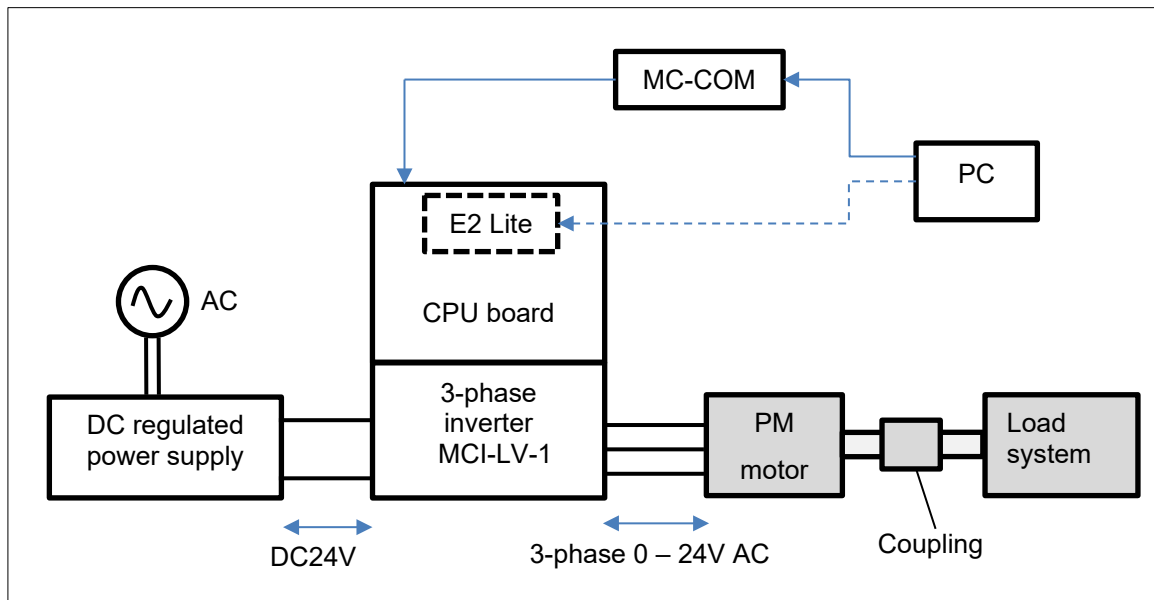 MC-COM
PC
E2 Lite
CPU board
AC
3-phase
inverter
MCI-LV-1
DC regulated
power supply
PM
motor
Load
system
DC24V
3-phase 0 – 24V AC
Coupling